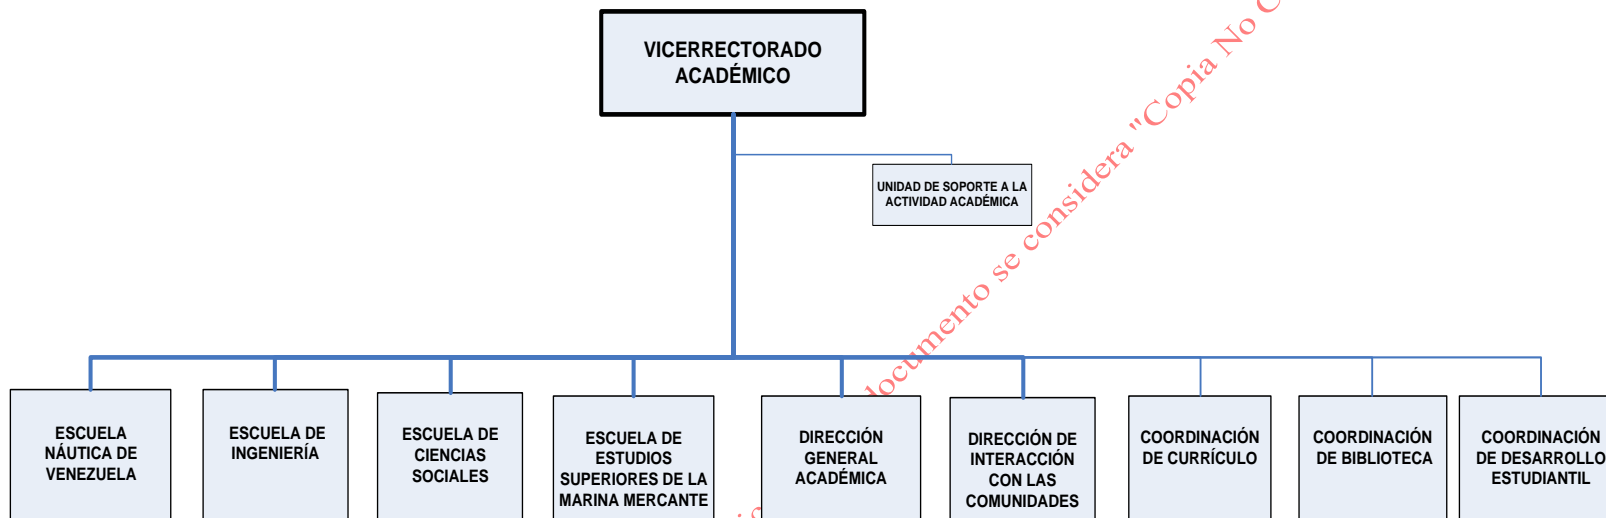 VICERRECTORADO
ACADÉMICO
UNIDAD DE SOPORTE A LA
ACTIVIDAD ACADÉMICA
documento se considera "Copia No C
ESCUELA
NÁUTICA DE
VENEZUELA
ESCUELA DE
INGENIERÍA
ESCUELA DE
CIENCIAS
SOCIALES
ESCUELA DE
ESTUDIOS
SUPERIORES DE LA
MARINA MERCANTE
DIRECCIÓN
GENERAL
ACADÉMICA
DIRECCIÓN DE
INTERACCIÓN
CON LAS
COMUNIDADES
COORDINACIÓN
DE CURRÍCULO
COORDINACIÓN
DE BIBLIOTECA
COORDINACIÓN
DE DESARROLLO
ESTUDIANTIL